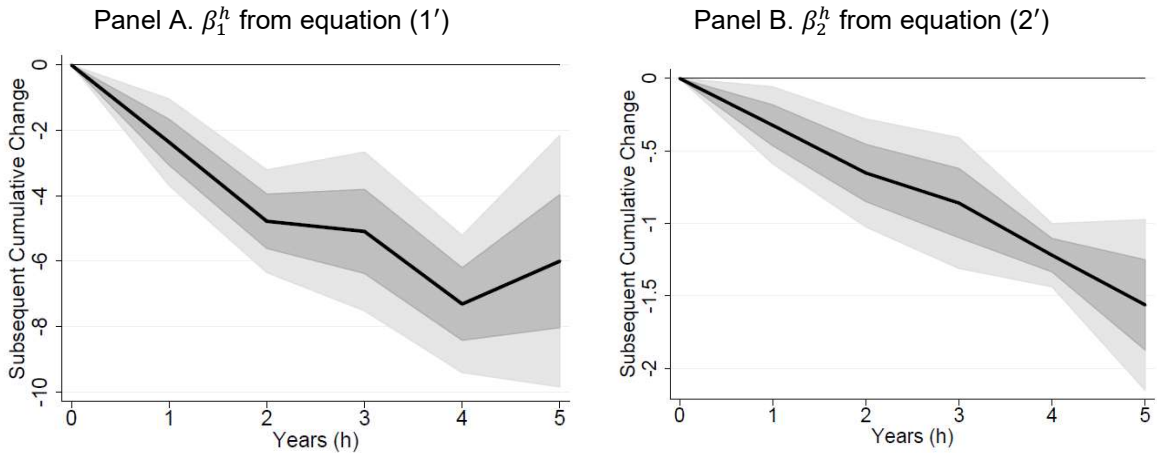 Panel A. β₁ʰ from equation (1′)
Subsequent Cumulative Change
0
-2
-4
-6
-8
-10
0 1 2 3 4 5
Years (h)
Panel B. β₂ʰ from equation (2′)
Subsequent Cumulative Change
0
-.5
-1
-1.5
-2
0 1 2 3 4 5
Years (h)